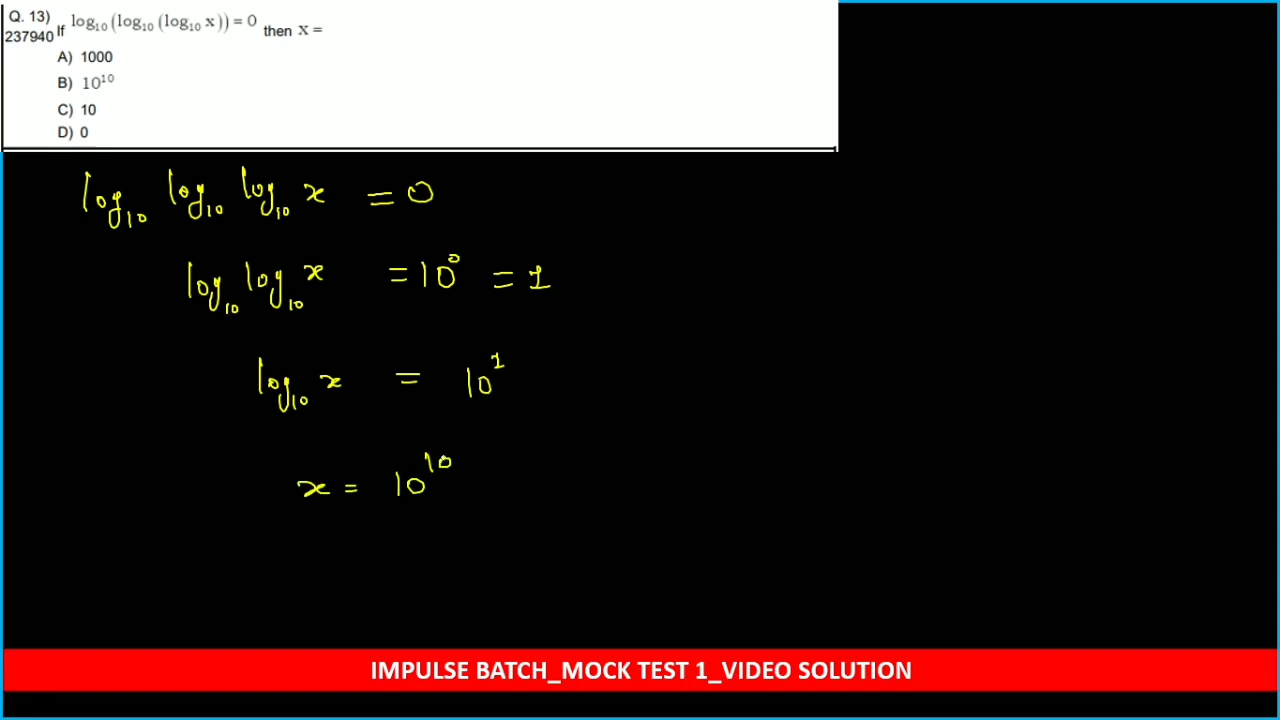 Q. 13)
237940 If log₁₀(log₁₀(log₁₀ x)) = 0 then x =
A) 1000
B) 10¹⁰
C) 10
D) 0
log₁₀ log₁₀ log₁₀ x = 0
log₁₀ log₁₀ x = 10⁰ = 1
log₁₀ x = 10¹
x = 10¹⁰
IMPULSE BATCH_MOCK TEST 1_VIDEO SOLUTION